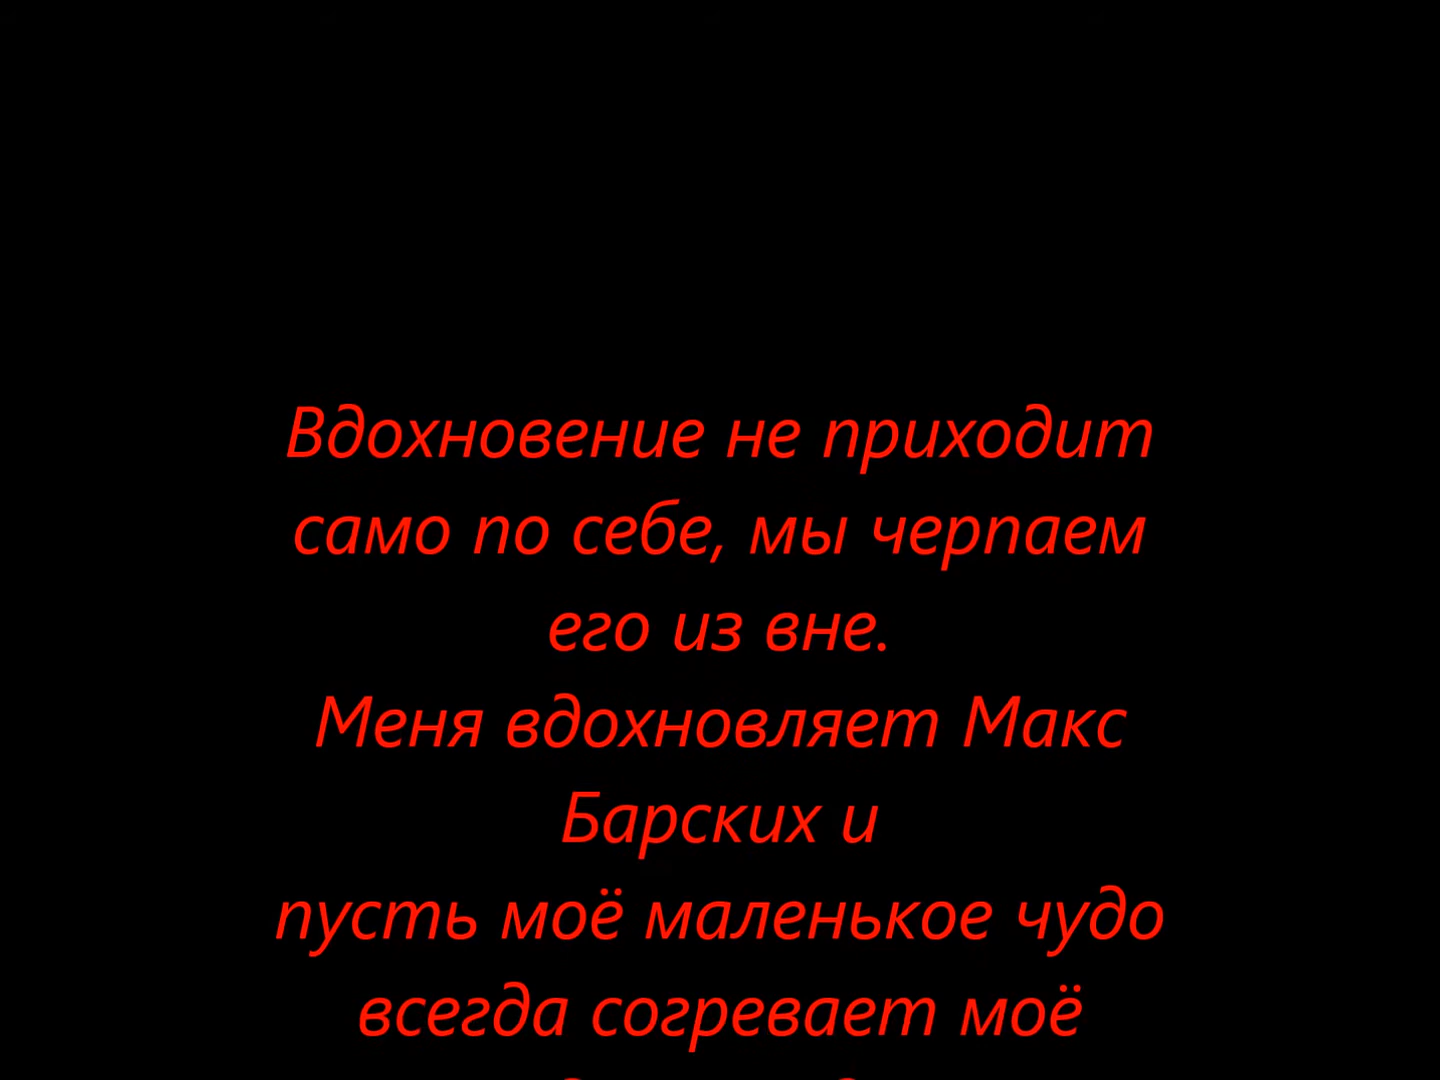 Вдохновение не приходит
само по себе, мы черпаем
его из вне.
Меня вдохновляет Макс
Барских и
пусть моё маленькое чудо
всегда согревает моё